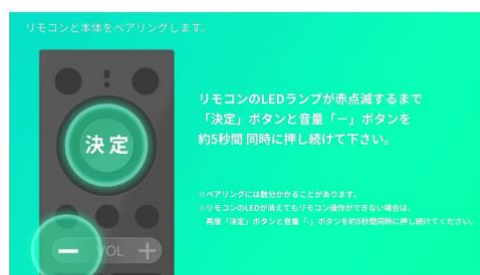 リモコンと本体をペアリングします。
リモコンのLEDランプが赤点滅するまで
「決定」ボタンと音量「－」ボタンを
約5秒間 同時に押し続けて下さい。
決定
※ペアリングには数分かかることがあります。
※リモコンのLEDが消えてもリモコン操作ができない場合は、
再度「決定」ボタンと音量「-」ボタンを約5秒間同時に押し続けてください。
－ VOL ＋